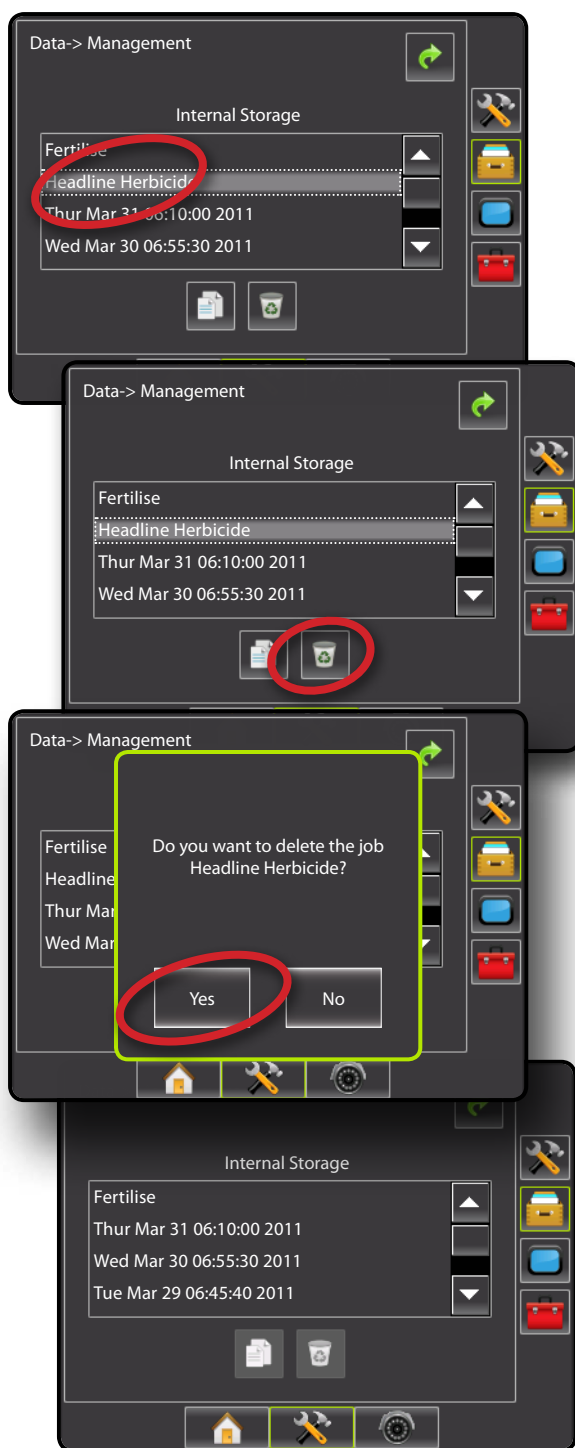 Data-> Management
Internal Storage
Fertilise
Headline Herbicide
Thur Mar 31 06:10:00 2011
Wed Mar 30 06:55:30 2011
Data-> Management
Internal Storage
Fertilise
Headline Herbicide
Thur Mar 31 06:10:00 2011
Wed Mar 30 06:55:30 2011
Data-> Management
Do you want to delete the job
Headline Herbicide?
Fertilise
Headline
Thur Mar
Wed Mar
Yes No
Internal Storage
Fertilise
Thur Mar 31 06:10:00 2011
Wed Mar 30 06:55:30 2011
Tue Mar 29 06:45:40 2011